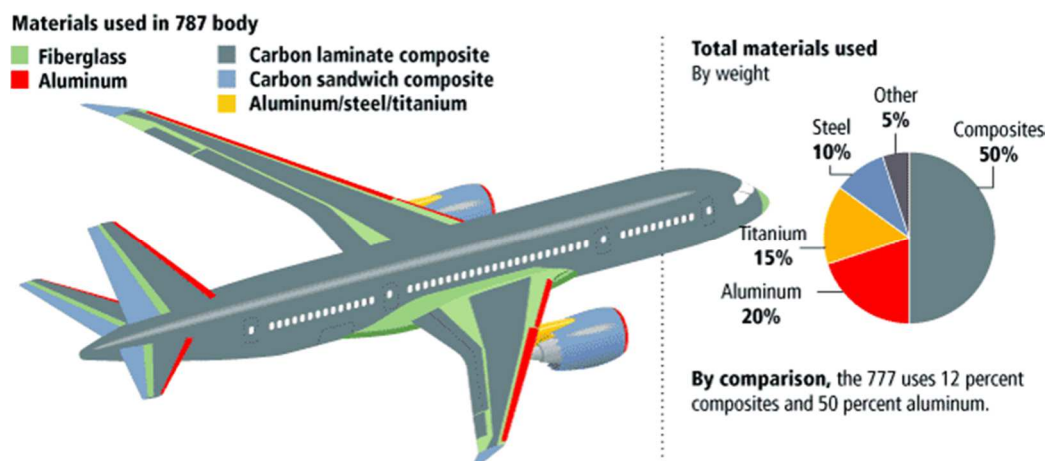 Materials used in 787 body
Fiberglass
Aluminum
Carbon laminate composite
Carbon sandwich composite
Aluminum/steel/titanium
Total materials used
By weight
Other
5%
Steel
10%
Composites
50%
Titanium
15%
Aluminum
20%
By comparison, the 777 uses 12 percent
composites and 50 percent aluminum.